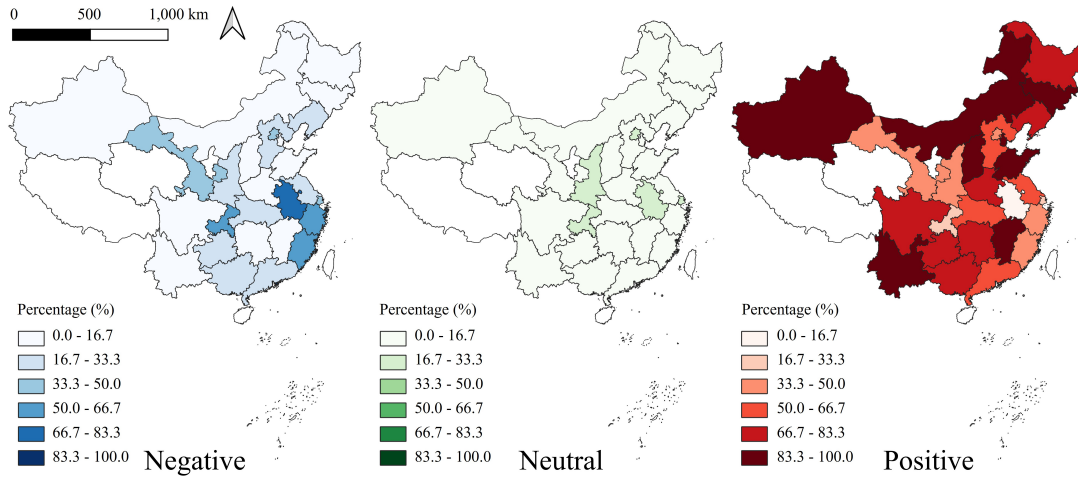 0 500 1,000 km
Percentage (%)
0.0 - 16.7
16.7 - 33.3
33.3 - 50.0
50.0 - 66.7
66.7 - 83.3
83.3 - 100.0
Negative
Percentage (%)
0.0 - 16.7
16.7 - 33.3
33.3 - 50.0
50.0 - 66.7
66.7 - 83.3
83.3 - 100.0
Neutral
Percentage (%)
0.0 - 16.7
16.7 - 33.3
33.3 - 50.0
50.0 - 66.7
66.7 - 83.3
83.3 - 100.0
Positive